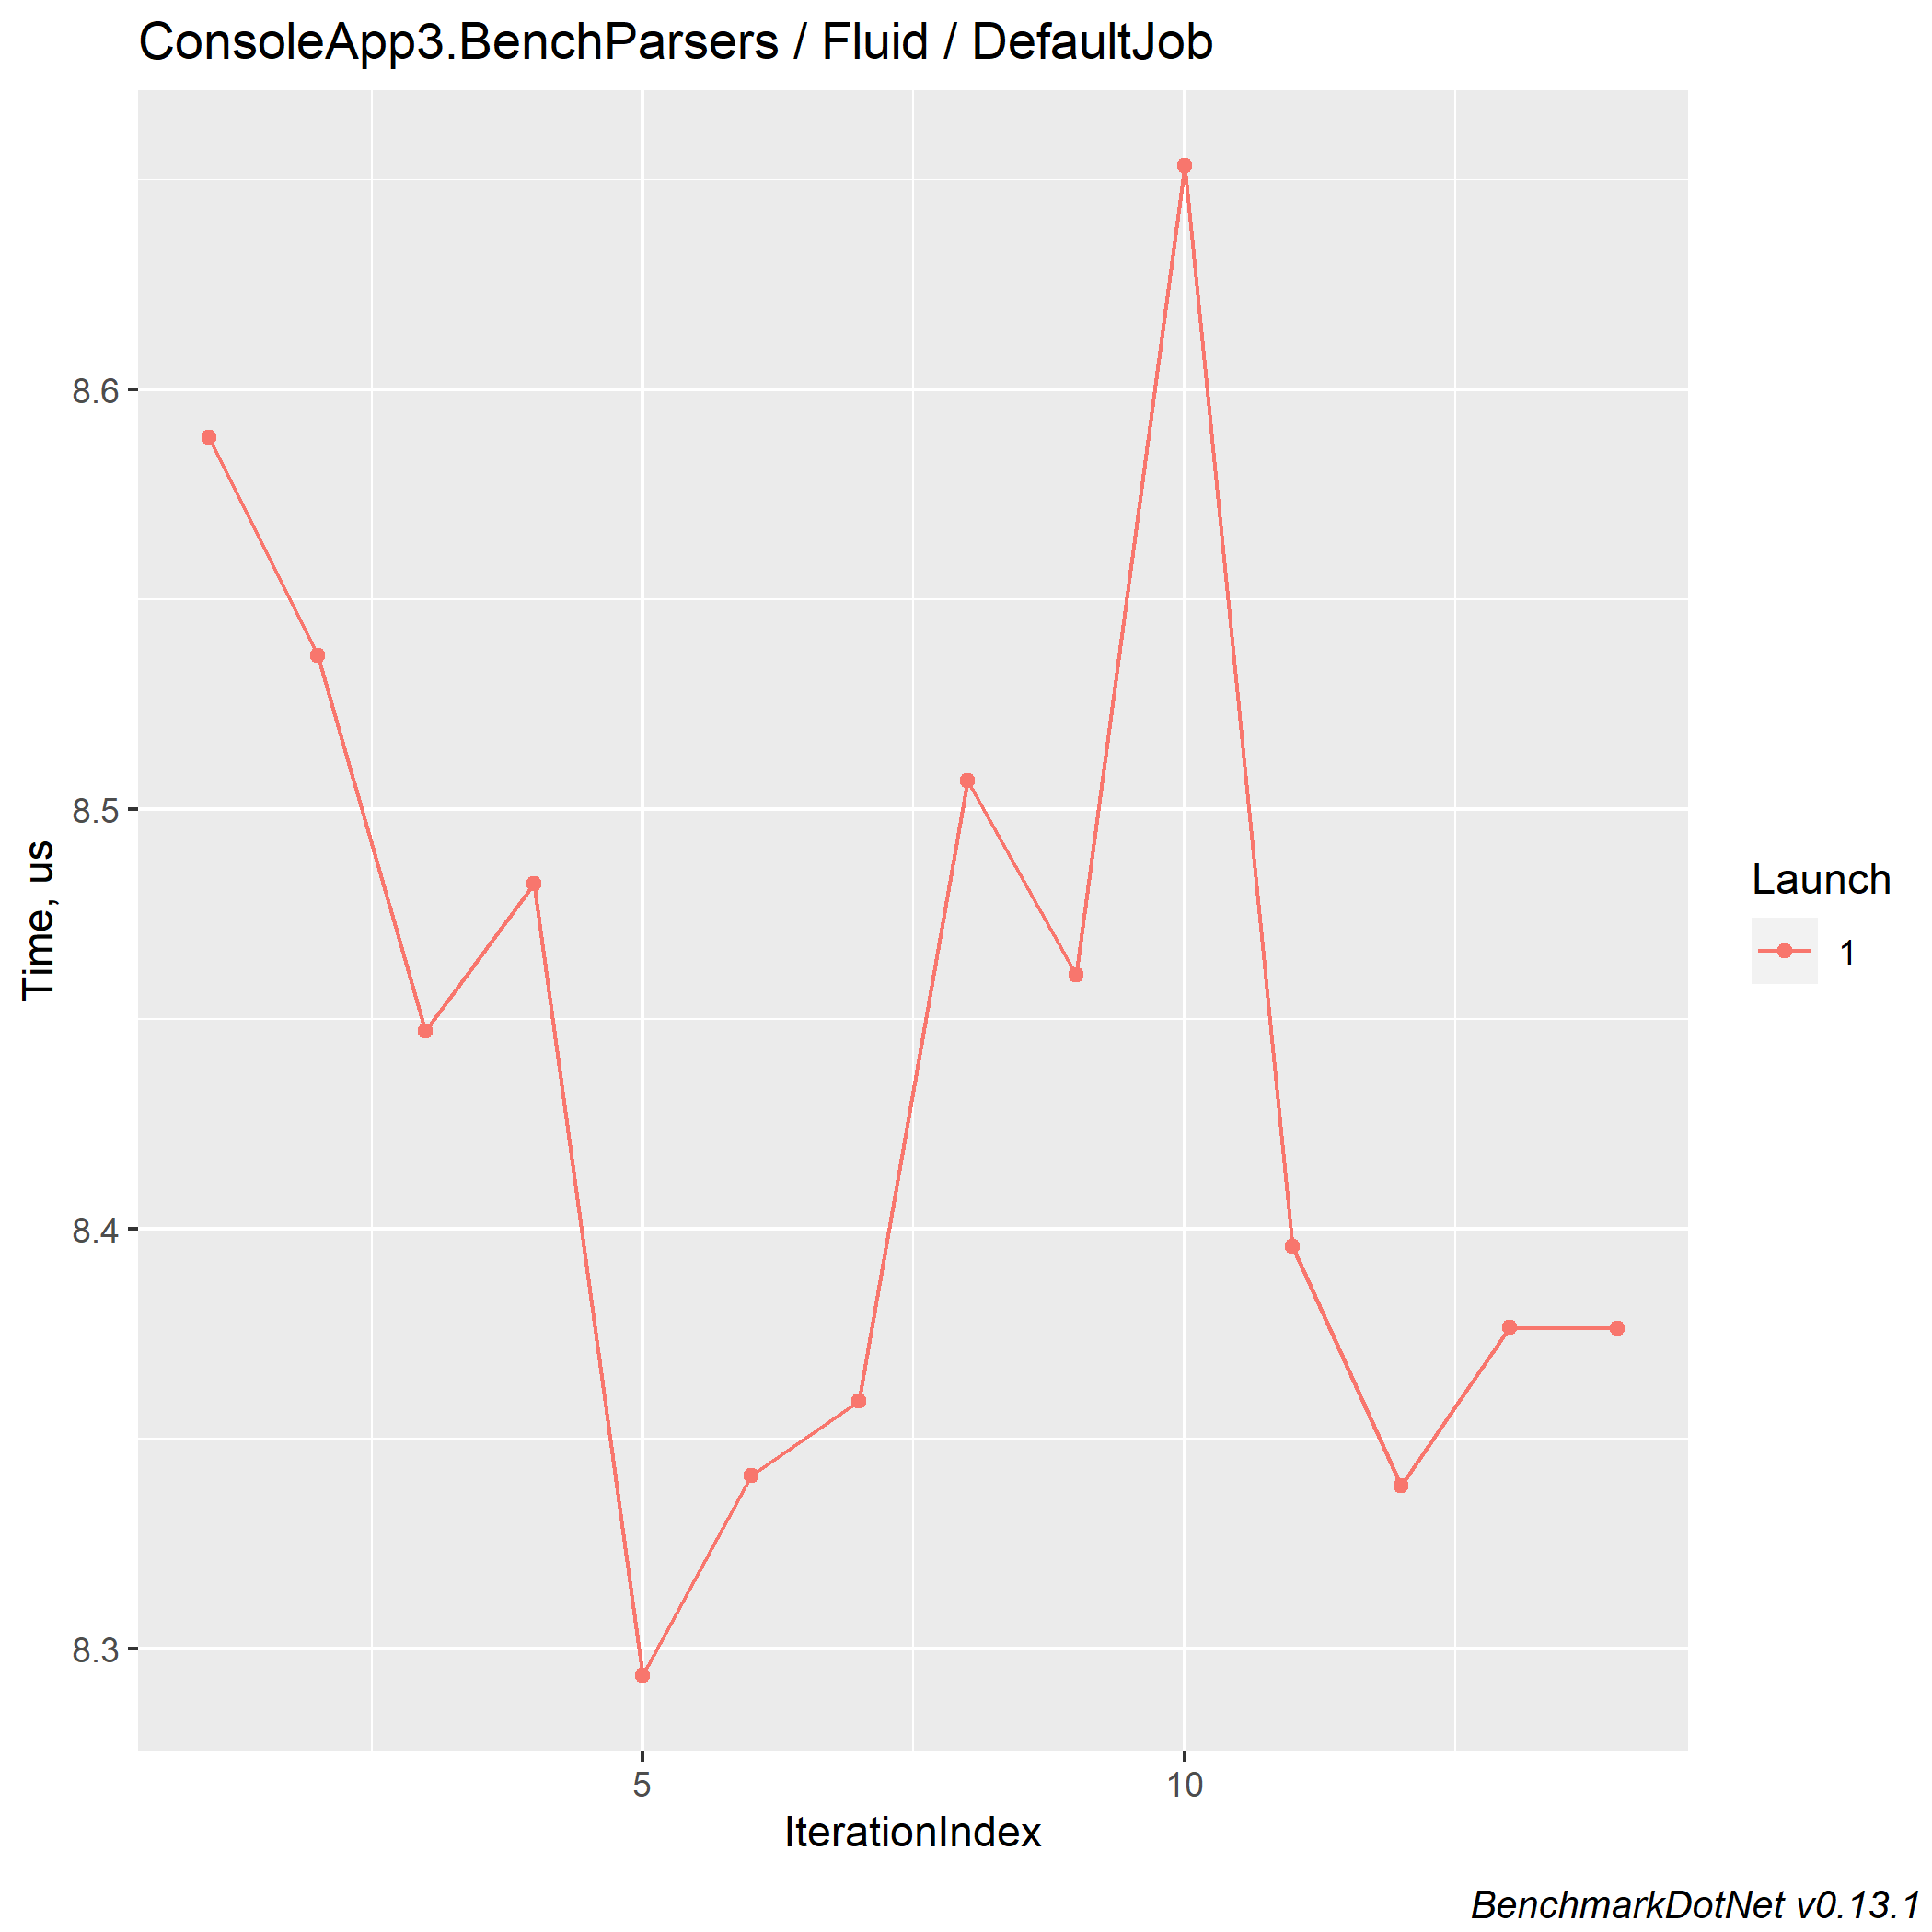 ConsoleApp3.BenchParsers / Fluid / DefaultJob
Time, us
8.6
8.5
8.4
8.3
5
10
IterationIndex
Launch
1
BenchmarkDotNet v0.13.1